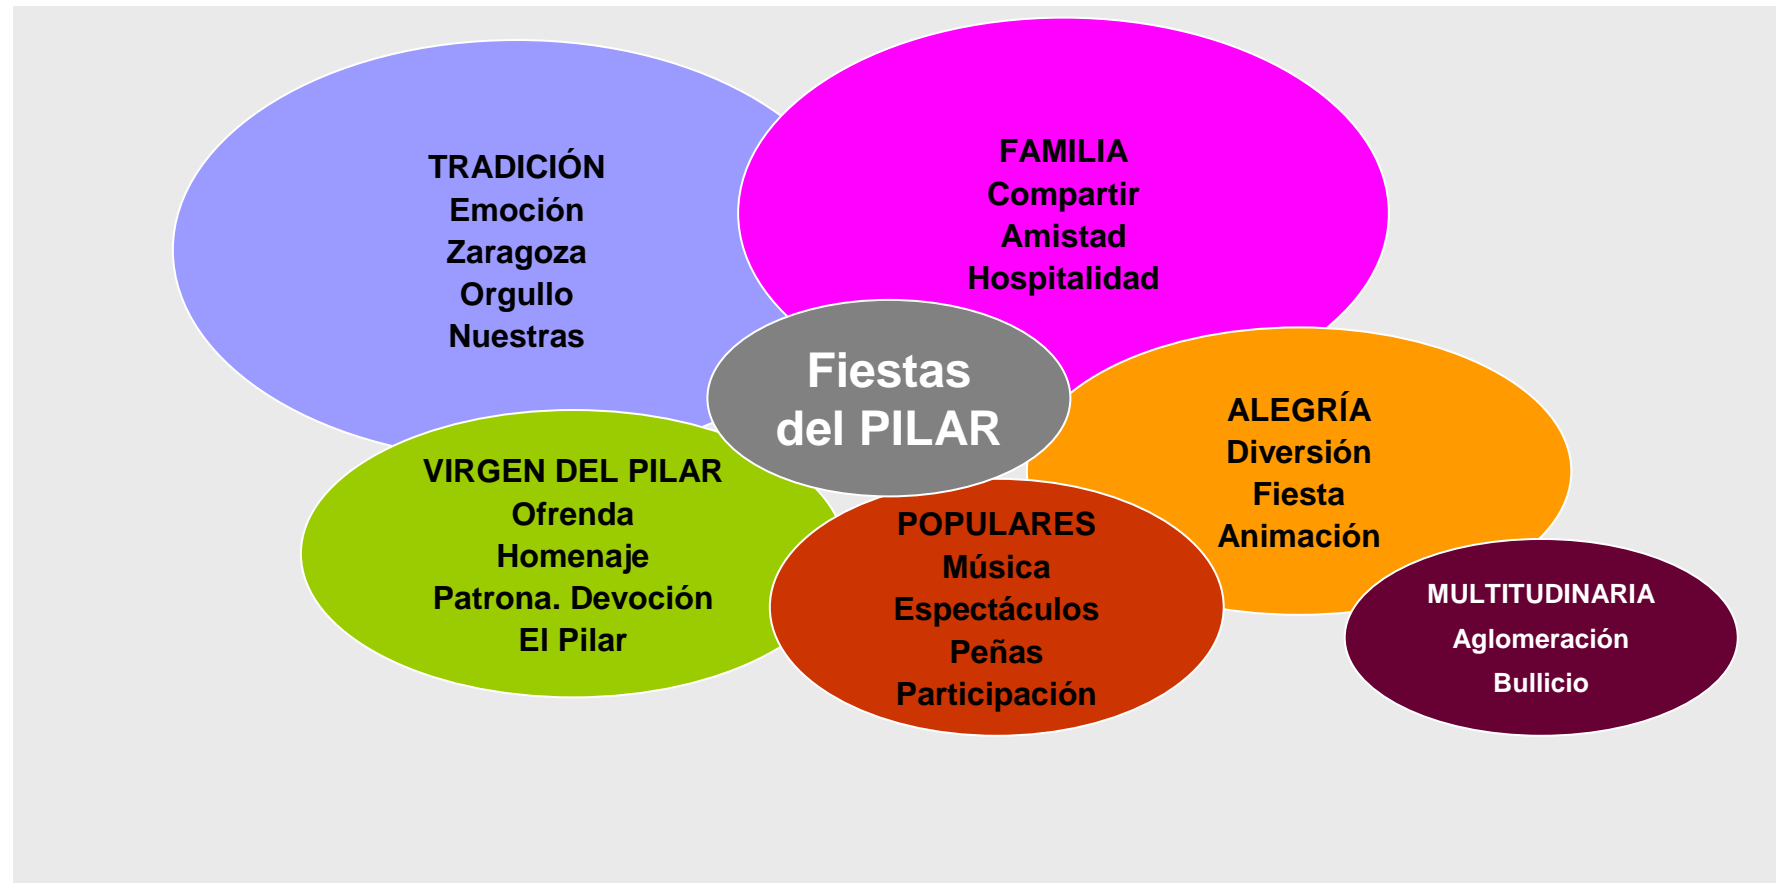 TRADICIÓN
Emoción
Zaragoza
Orgullo
Nuestras
FAMILIA
Compartir
Amistad
Hospitalidad
Fiestas
del PILAR
ALEGRÍA
Diversión
Fiesta
Animación
VIRGEN DEL PILAR
Ofrenda
Homenaje
Patrona. Devoción
El Pilar
POPULARES
Música
Espectáculos
Peñas
Participación
MULTITUDINARIA
Aglomeración
Bullicio